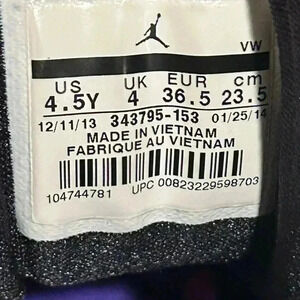 VW
US UK EUR cm
4.5Y 4 36.5 23.5
12/11/13 343795-153 01/25/14
MADE IN VIETNAM
FABRIQUE AU VIETNAM
104744781 UPC 00823229598703